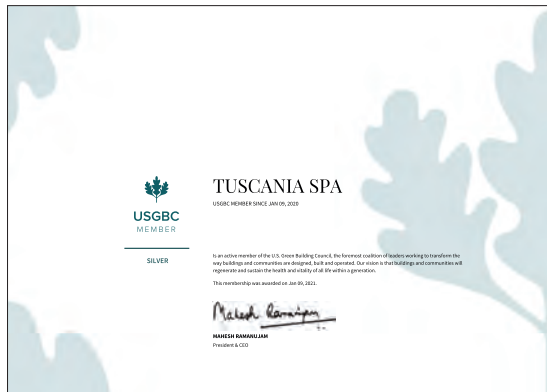 USGBC
MEMBER
SILVER
TUSCANIA SPA
USGBC MEMBER SINCE JAN 09, 2020
Is an active member of the U.S. Green Building Council, the foremost coalition of leaders working to transform the
way buildings and communities are designed, built and operated. Our vision is that buildings and communities will
regenerate and sustain the health and vitality of all life within a generation.
This membership was awarded on Jan 09, 2021.
Mahesh Ramanujam
MAHESH RAMANUJAM
President & CEO